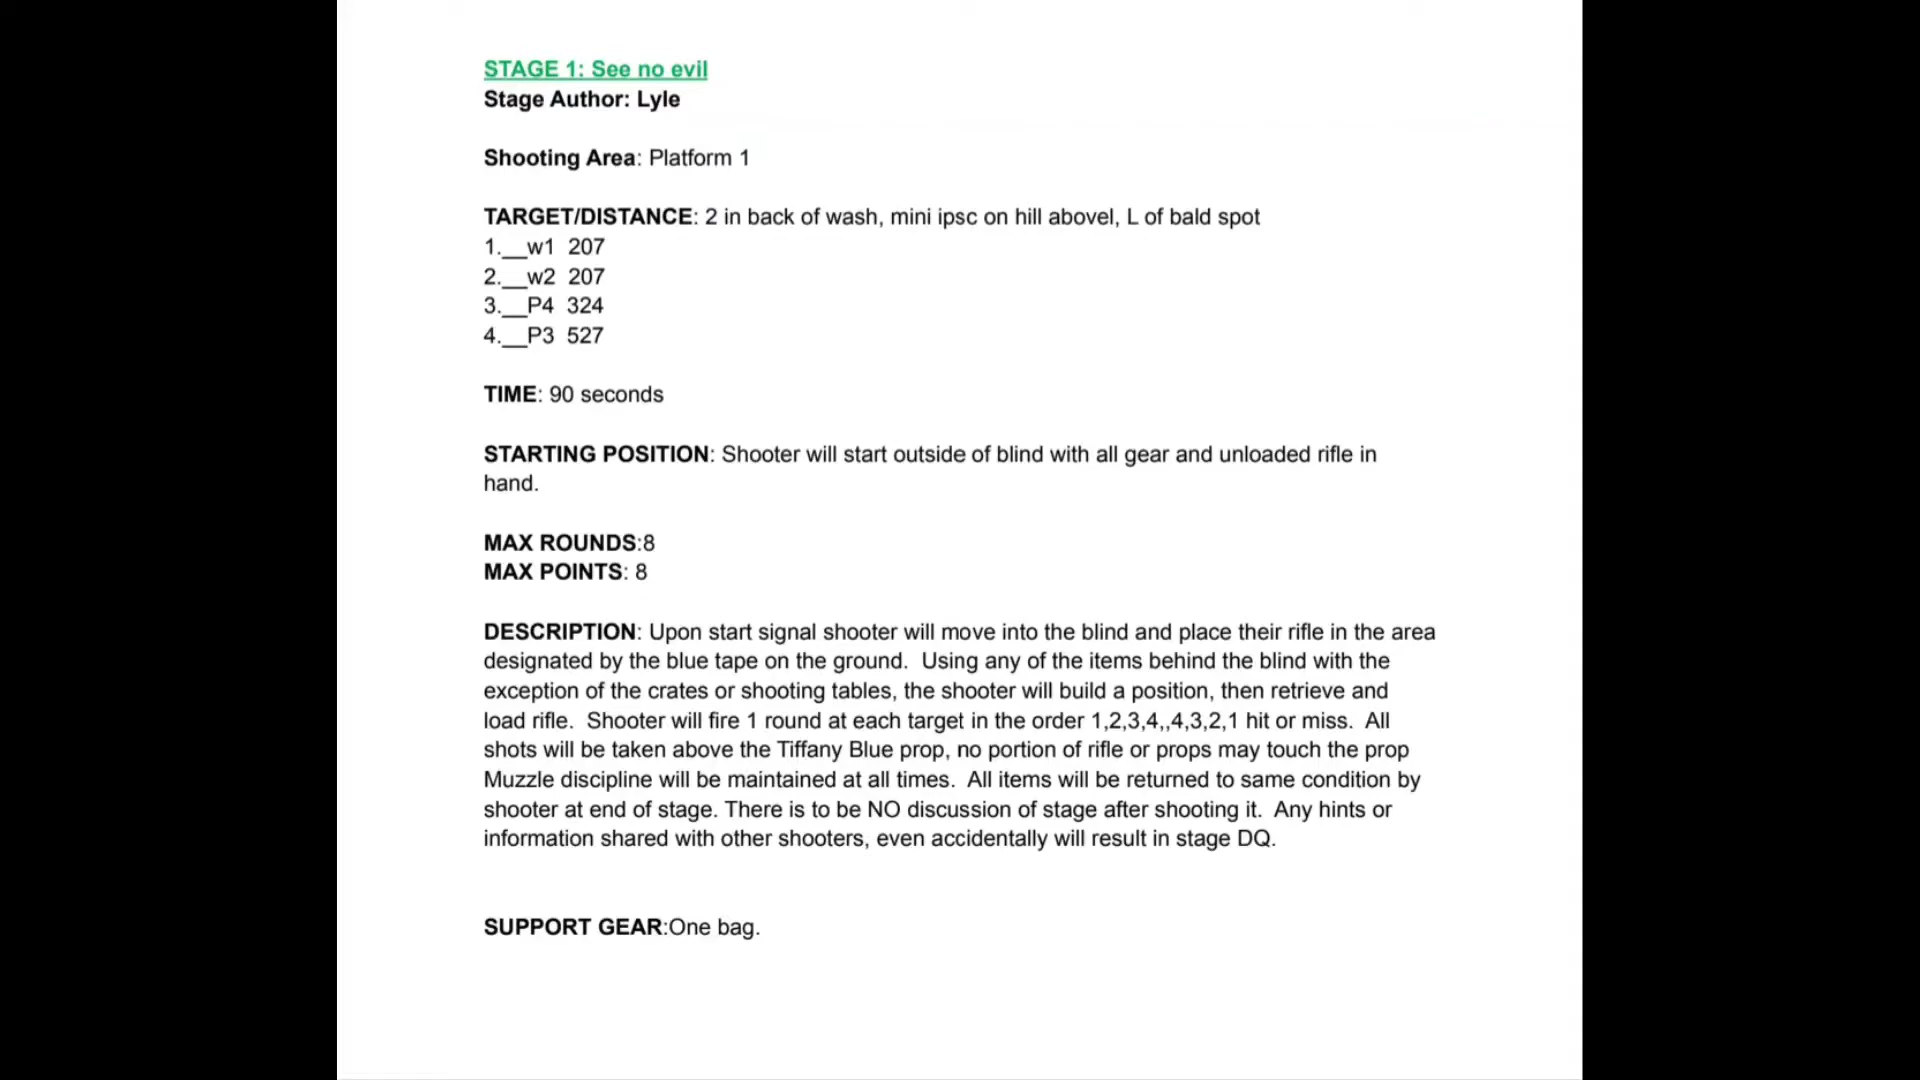 STAGE 1: See no evil
Stage Author: Lyle
Shooting Area: Platform 1
TARGET/DISTANCE: 2 in back of wash, mini ipsc on hill abovel, L of bald spot
1.__w1  207
2.__w2  207
3.__P4  324
4.__P3  527
TIME: 90 seconds
STARTING POSITION: Shooter will start outside of blind with all gear and unloaded rifle in
hand.
MAX ROUNDS:8
MAX POINTS: 8
DESCRIPTION: Upon start signal shooter will move into the blind and place their rifle in the area
designated by the blue tape on the ground.  Using any of the items behind the blind with the
exception of the crates or shooting tables, the shooter will build a position, then retrieve and
load rifle.  Shooter will fire 1 round at each target in the order 1,2,3,4,,4,3,2,1 hit or miss.  All
shots will be taken above the Tiffany Blue prop, no portion of rifle or props may touch the prop
Muzzle discipline will be maintained at all times.  All items will be returned to same condition by
shooter at end of stage. There is to be NO discussion of stage after shooting it.  Any hints or
information shared with other shooters, even accidentally will result in stage DQ.
SUPPORT GEAR:One bag.